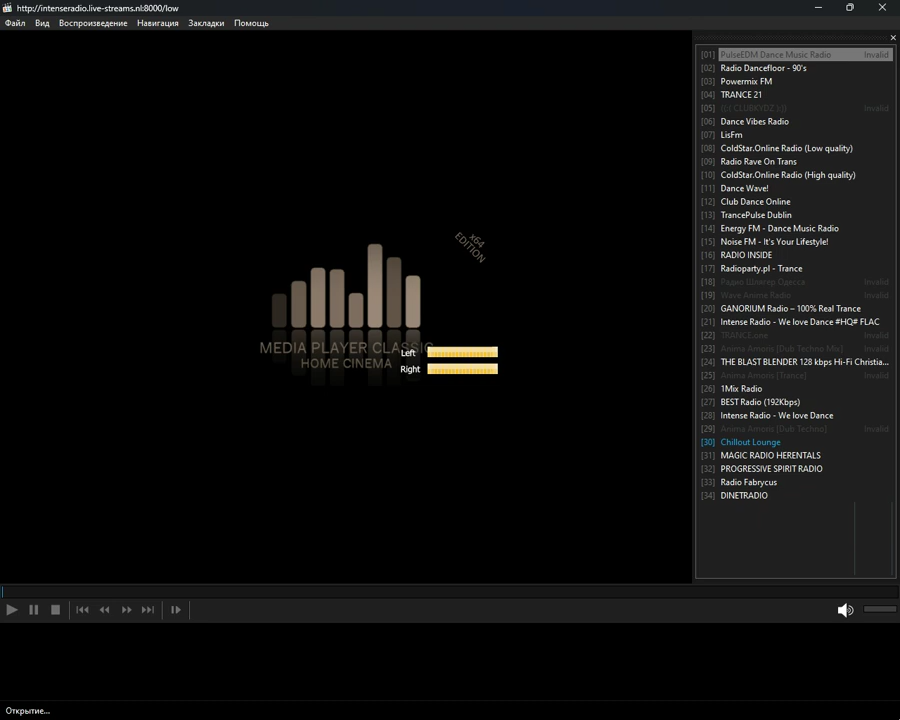 http://intenseradio.live-streams.nl:8000/low
Файл Вид Воспроизведение Навигация Закладки Помощь
[01] PulseEDM Dance Music Radio Invalid
[02] Radio Dancefloor - 90's
[03] Powermix FM
[04] TRANCE 21
[05] (((( CLUBKYDZ )))) Invalid
[06] Dance Vibes Radio
[07] LisFm
[08] ColdStar.Online Radio (Low quality)
[09] Radio Rave On Trans
[10] ColdStar.Online Radio (High quality)
[11] Dance Wave!
[12] Club Dance Online
[13] TrancePulse Dublin
[14] Energy FM - Dance Music Radio
[15] Noise FM - It's Your Lifestyle!
[16] RADIO INSIDE
[17] Radioparty.pl - Trance
[18] Радио Шлягер Одесса Invalid
[19] Wave Anime Radio Invalid
[20] GANORIUM Radio – 100% Real Trance
[21] Intense Radio - We love Dance #HQ# FLAC
[22] TRANCE.one Invalid
[23] Anima Amoris [Dub Techno Mix] Invalid
[24] THE BLAST BLENDER 128 kbps Hi-Fi Christia...
[25] Anima Amoris [Trance] Invalid
[26] 1Mix Radio
[27] BEST Radio (192Kbps)
[28] Intense Radio - We love Dance
[29] Anima Amoris [Dub Techno] Invalid
[30] Chillout Lounge
[31] MAGIC RADIO HERENTALS
[32] PROGRESSIVE SPIRIT RADIO
[33] Radio Fabrycus
[34] DINETRADIO
x64
EDITION
MEDIA PLAYER CLASSIC
HOME CINEMA
Left
Right
Открытие...